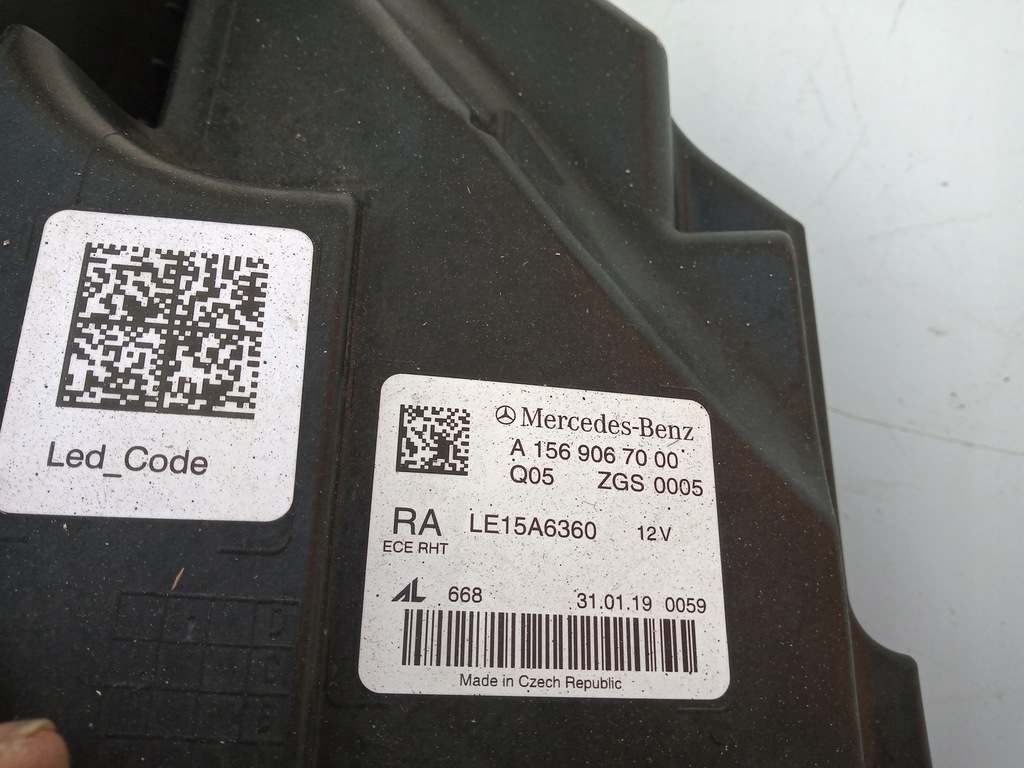 Led_Code
Mercedes-Benz
A 156 906 70 00
Q05 ZGS 0005
RA LE15A6360 12V
ECE RHT
AL 668 31.01.19 0059
Made in Czech Republic
D
C
B